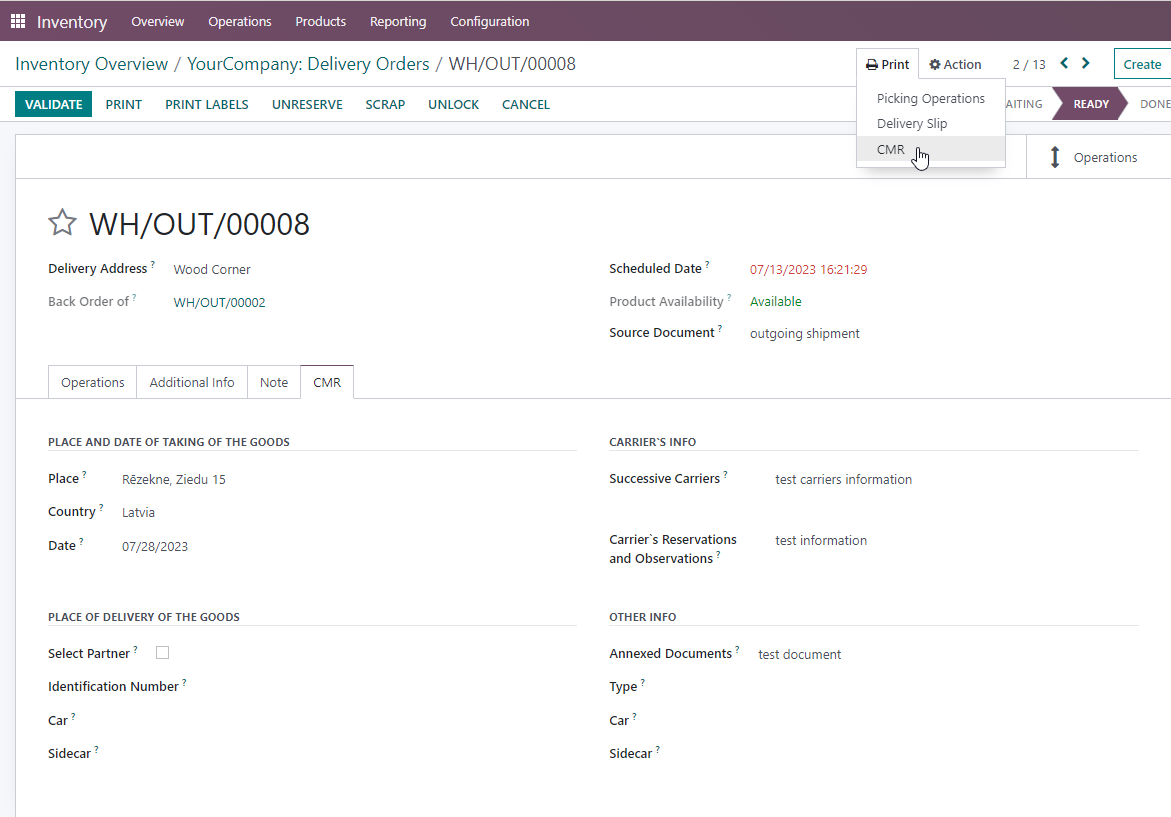 Inventory Overview Operations Products Reporting Configuration
Inventory Overview / YourCompany: Delivery Orders / WH/OUT/00008 Print Action 2 / 13 Create
VALIDATE PRINT PRINT LABELS UNRESERVE SCRAP UNLOCK CANCEL AITING READY DONE
Picking Operations
Delivery Slip
CMR
Operations
WH/OUT/00008
Delivery Address ? Wood Corner
Back Order of ? WH/OUT/00002
Scheduled Date ? 07/13/2023 16:21:29
Product Availability ? Available
Source Document ? outgoing shipment
Operations Additional Info Note CMR
PLACE AND DATE OF TAKING OF THE GOODS
Place ? Rēzekne, Ziedu 15
Country ? Latvia
Date ? 07/28/2023
CARRIER`S INFO
Successive Carriers ? test carriers information
Carrier`s Reservations
and Observations ? test information
PLACE OF DELIVERY OF THE GOODS
Select Partner ?
Identification Number ?
Car ?
Sidecar ?
OTHER INFO
Annexed Documents ? test document
Type ?
Car ?
Sidecar ?